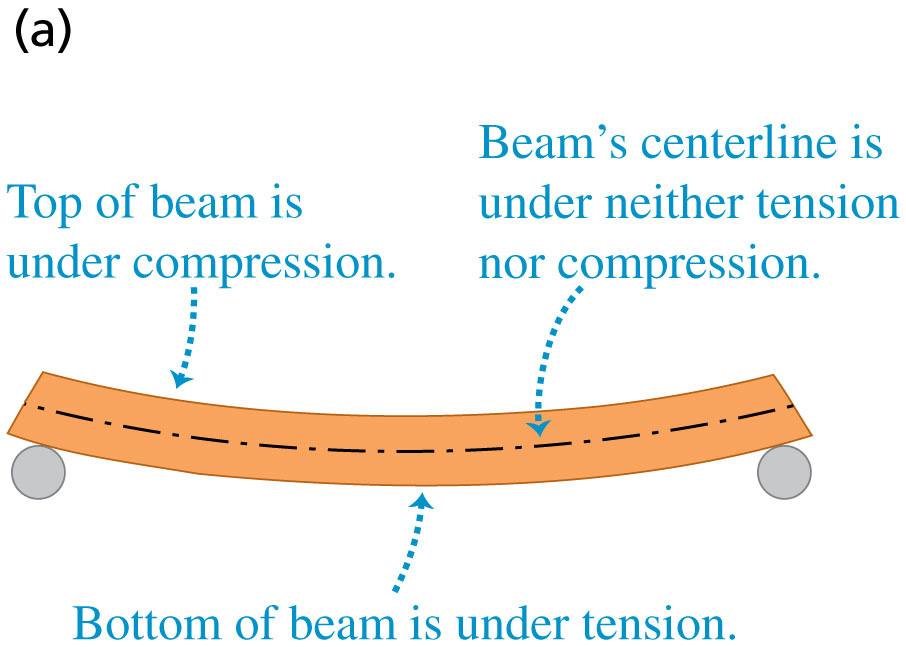 (a)
Top of beam is
under compression.
Beam’s centerline is
under neither tension
nor compression.
Bottom of beam is under tension.